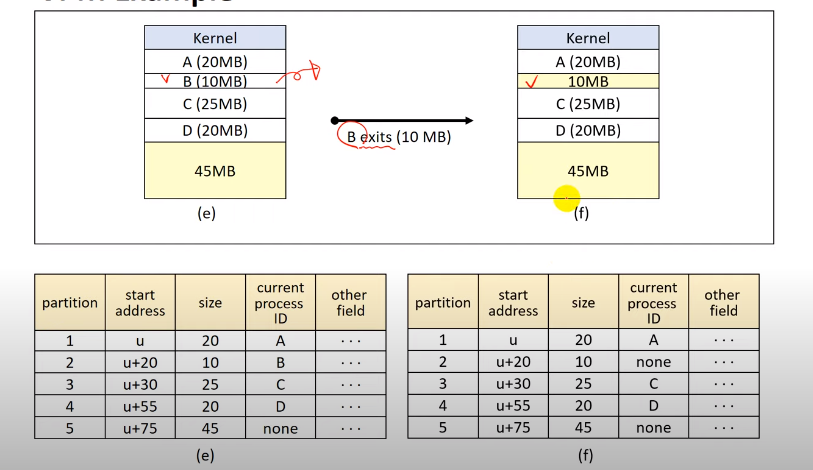 Kernel
A (20MB)
B (10MB)
C (25MB)
D (20MB)
45MB
(e)
B exits (10 MB)
Kernel
A (20MB)
10MB
C (25MB)
D (20MB)
45MB
(f)
partition start address size current process ID other field
1 u 20 A ...
2 u+20 10 B ...
3 u+30 25 C ...
4 u+55 20 D ...
5 u+75 45 none ...
(e)
partition start address size current process ID other field
1 u 20 A ...
2 u+20 10 none ...
3 u+30 25 C ...
4 u+55 20 D ...
5 u+75 45 none ...
(f)